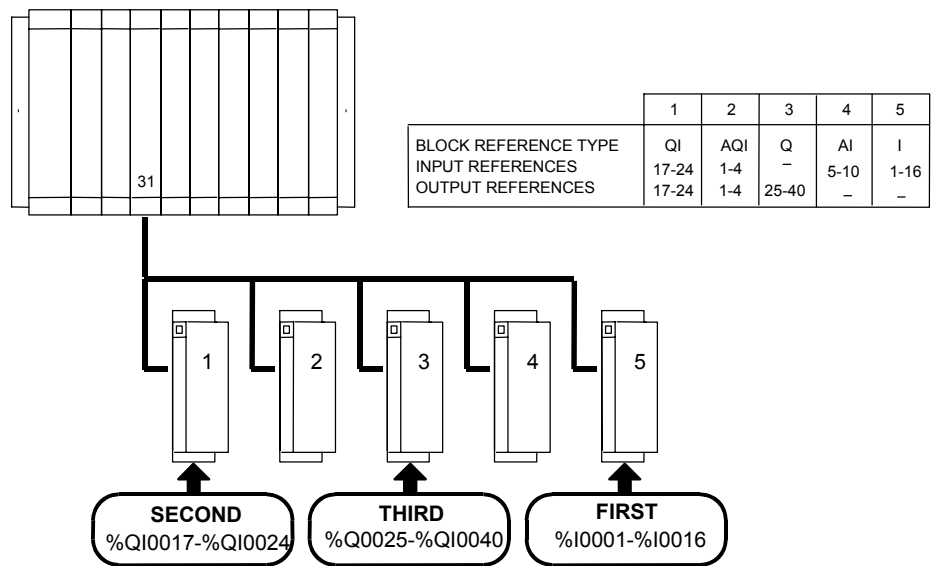 31
1 2 3 4 5
BLOCK REFERENCE TYPE QI AQI Q AI I
INPUT REFERENCES 17-24 1-4 – 5-10 1-16
OUTPUT REFERENCES 17-24 1-4 25-40 – –
1 2 3 4 5
SECOND
%QI0017-%QI0024
THIRD
%Q0025-%QI0040
FIRST
%I0001-%I0016